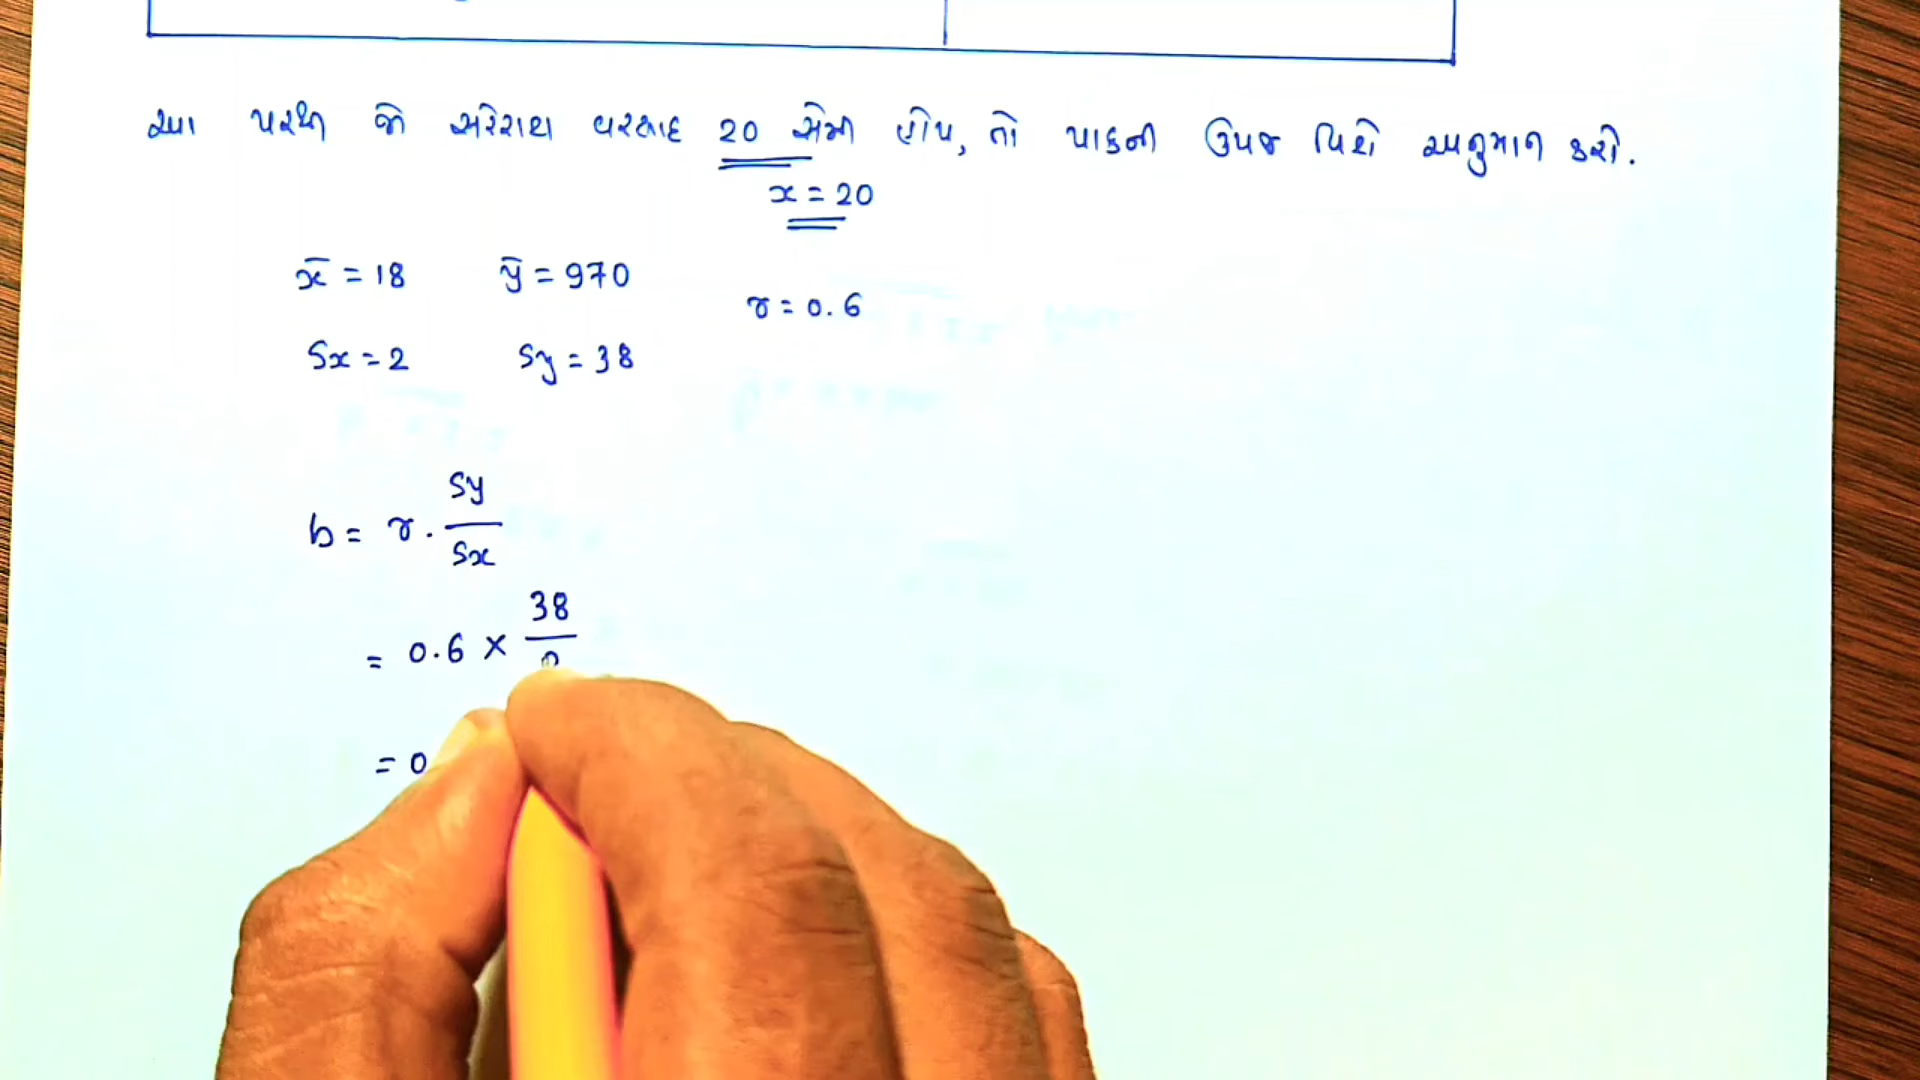 આ પરથી જો સરેરાશ વરસાદ 20 સેમી હોય, તો પાકની ઉપજ વિશે અનુમાન કરો.
x = 20
x̄ = 18 ȳ = 970
r = 0.6
Sx = 2 Sy = 38
b = r · Sy / Sx
= 0.6 × 38 / 2
= 0